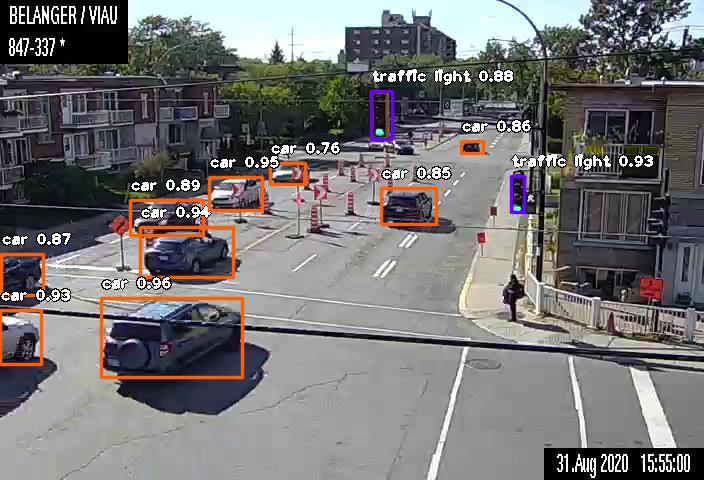 BELANGER / VIAU
847-337 *
traffic light 0.88
car 0.86
car 0.76
car 0.95
traffic light 0.93
car 0.89
car 0.85
car 0.94
car 0.87
car 0.96
car 0.93
31.Aug 2020 15:55:00